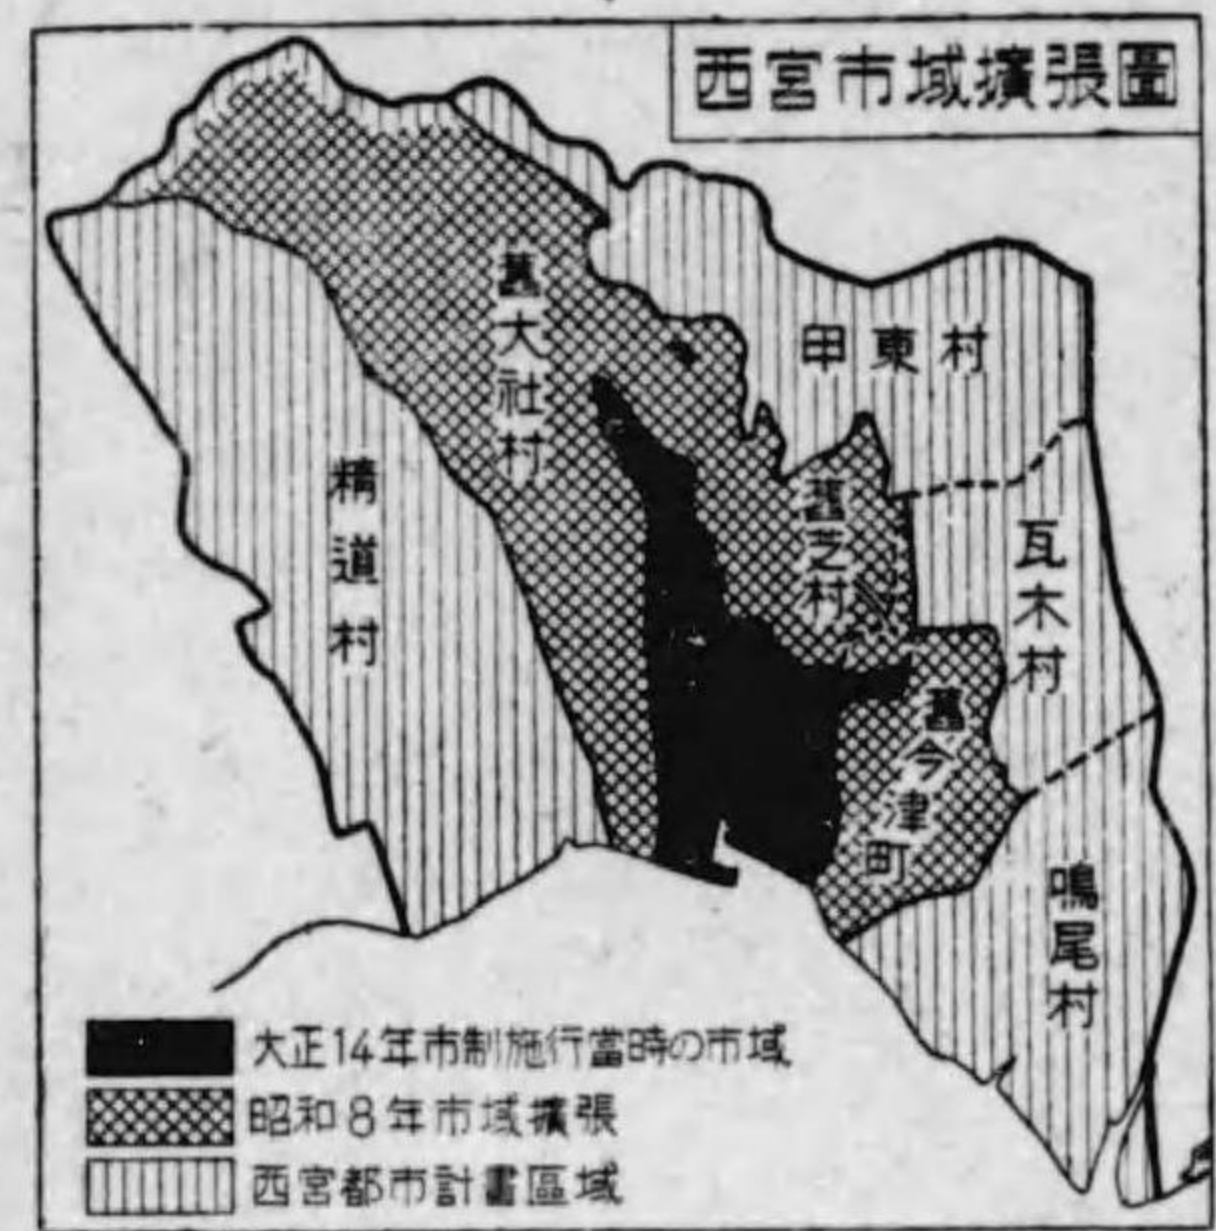 西宮市域擴張圖
甲東村
舊大社村
精道村
舊芝村
瓦木村
舊今津町
鳴尾村
大正14年市制施行當時の市域
昭和8年市域擴張
西宮都市計畫區域